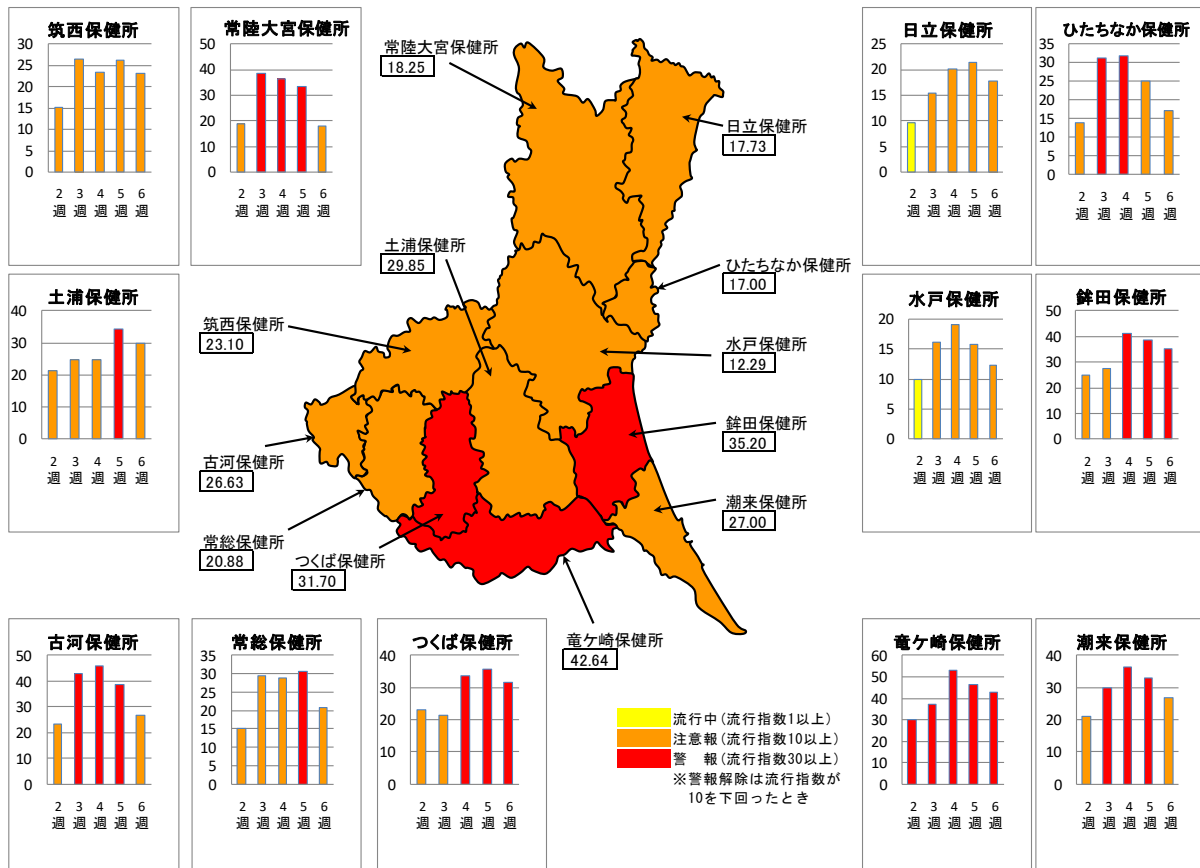 筑西保健所
30
25
20
15
10
5
0
2週
3週
4週
5週
6週
常陸大宮保健所
50
40
30
20
10
0
2週
3週
4週
5週
6週
日立保健所
25
20
15
10
5
0
2週
3週
4週
5週
6週
ひたちなか保健所
35
30
25
20
15
10
5
0
2週
3週
4週
5週
6週
常陸大宮保健所
18.25
日立保健所
17.73
土浦保健所
29.85
ひたちなか保健所
17.00
筑西保健所
23.10
水戸保健所
12.29
鉾田保健所
35.20
古河保健所
26.63
潮来保健所
27.00
常総保健所
20.88
つくば保健所
31.70
竜ケ崎保健所
42.64
土浦保健所
40
30
20
10
0
2週
3週
4週
5週
6週
水戸保健所
20
15
10
5
0
2週
3週
4週
5週
6週
鉾田保健所
50
40
30
20
10
0
2週
3週
4週
5週
6週
古河保健所
50
40
30
20
10
0
2週
3週
4週
5週
6週
常総保健所
35
30
25
20
15
10
5
0
2週
3週
4週
5週
6週
つくば保健所
40
30
20
10
0
2週
3週
4週
5週
6週
流行中(流行指数1以上)
注意報(流行指数10以上)
警　報(流行指数30以上)
※警報解除は流行指数が
10を下回ったとき
竜ケ崎保健所
60
50
40
30
20
10
0
2週
3週
4週
5週
6週
潮来保健所
40
30
20
10
0
2週
3週
4週
5週
6週